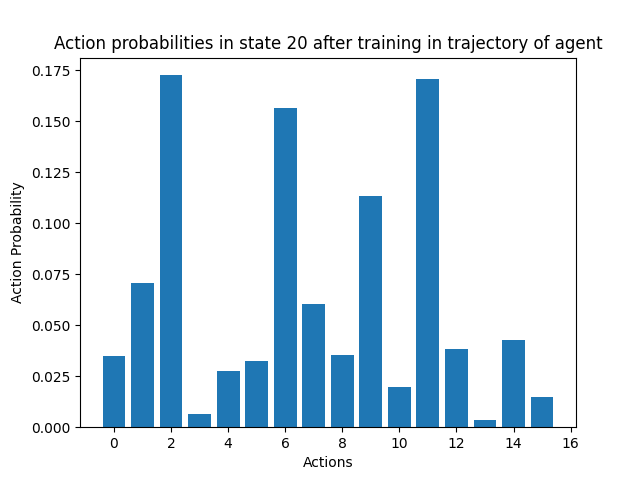 Action probabilities in state 20 after training in trajectory of agent
0.175
0.150
0.125
0.100
0.075
0.050
0.025
0.000
Action Probability
0 2 4 6 8 10 12 14 16
Actions